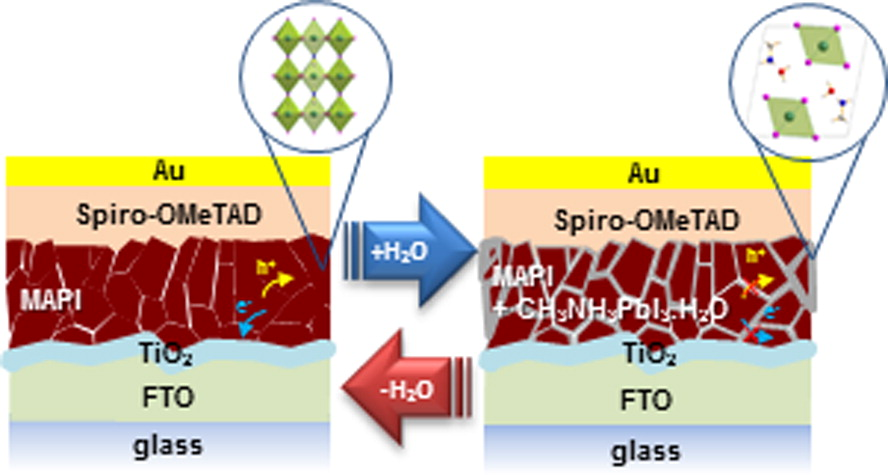 Au
Spiro-OMeTAD
h⁺
MAPI
e⁻
TiO₂
FTO
glass
+H₂O
-H₂O
Au
Spiro-OMeTAD
h⁺
MAPI
+ CH₃NH₃PbI₃.H₂O
e⁻
TiO₂
FTO
glass